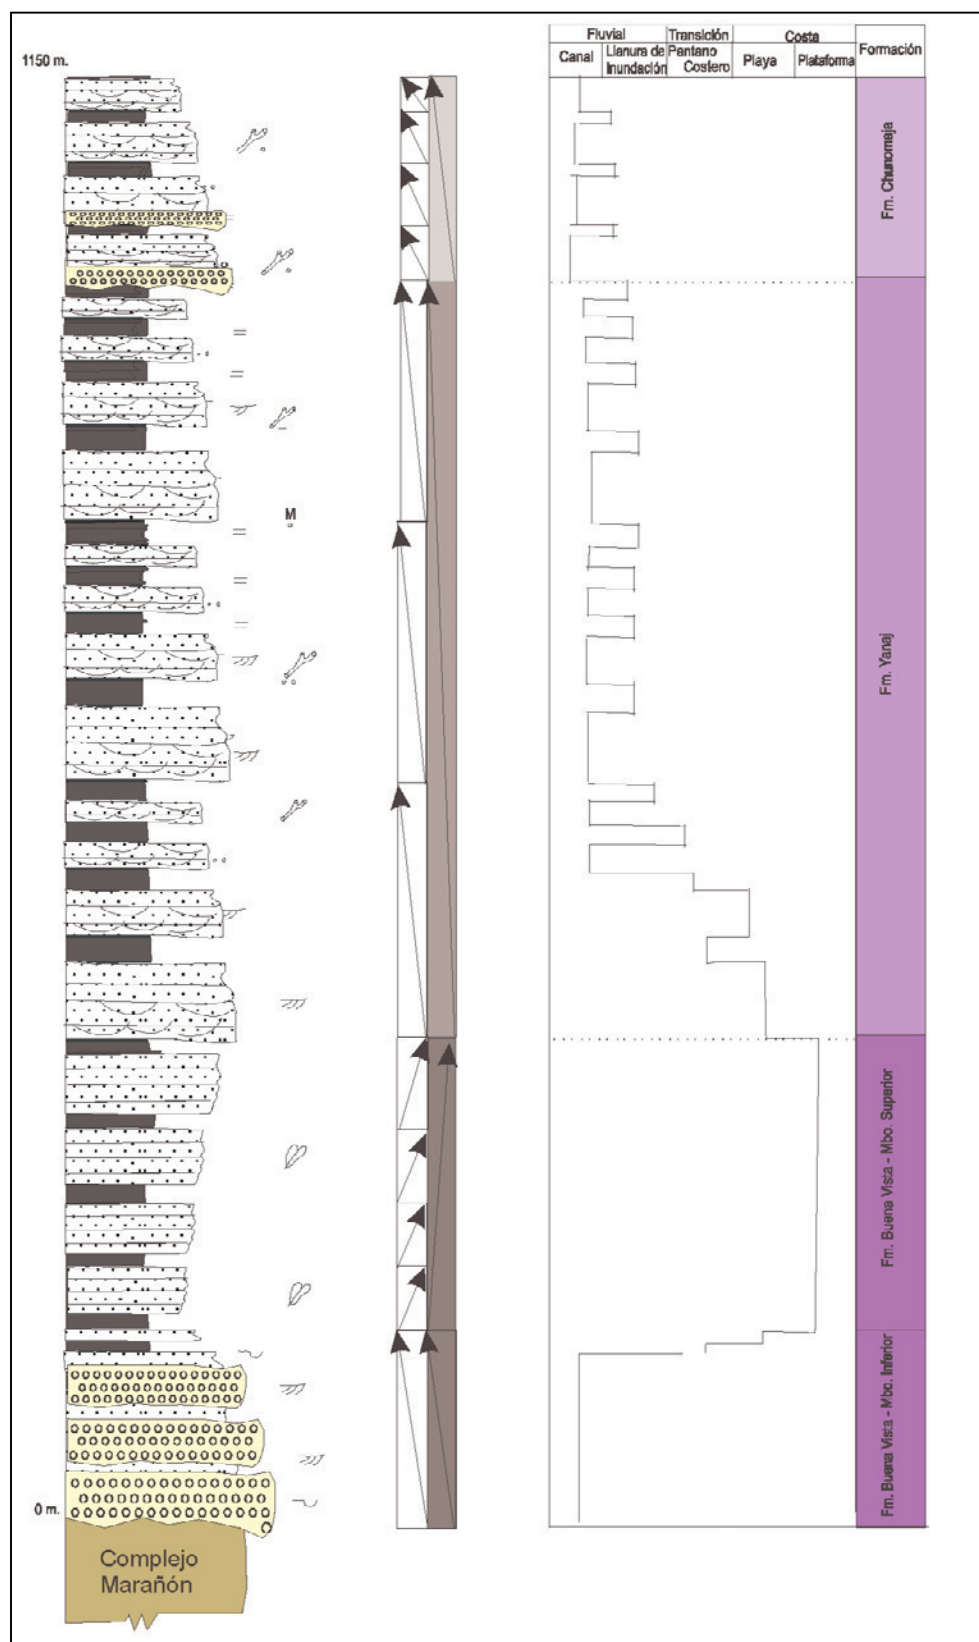 Fluvial
Transición
Costa
Formación
Canal
Llanura de
Inundación
Pantano
Costero
Playa
Plataforma
1150 m.
Fm. Chunomaja
M
Fm. Yanaj
Fm. Buena Vista - Mbo. Superior
Fm. Buena Vista - Mbo. Inferior
0 m.
Complejo
Marañón